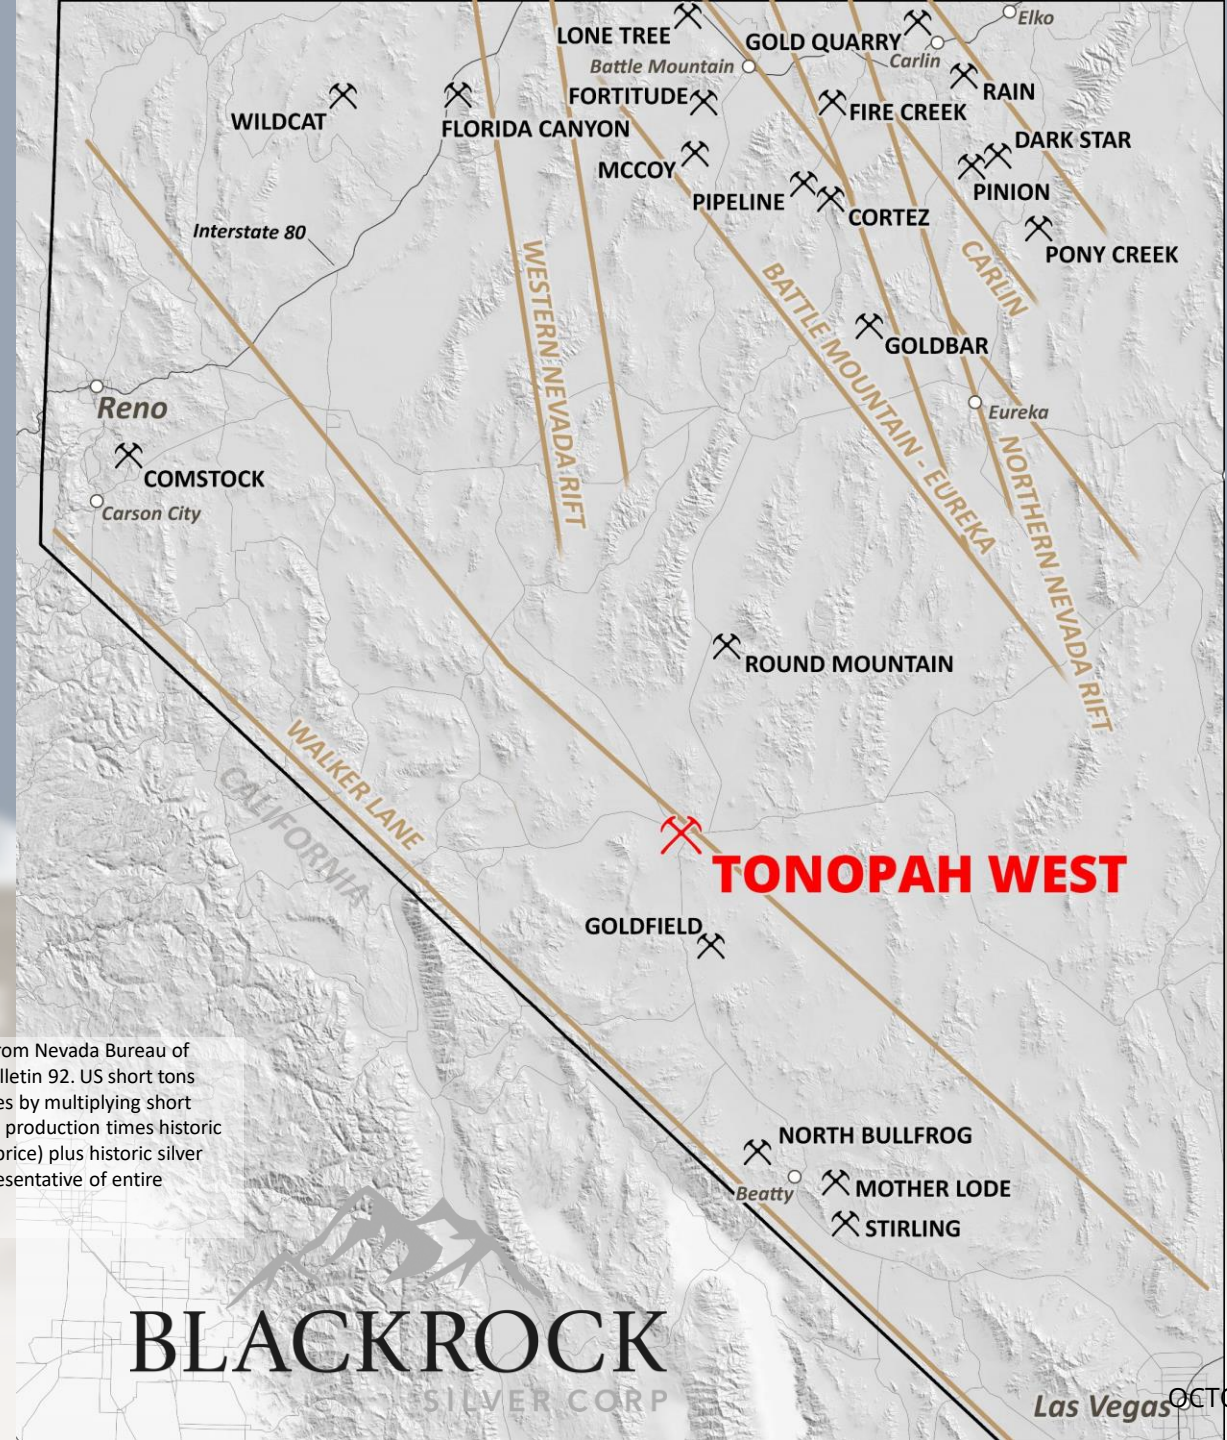 Elko
LONE TREE
GOLD QUARRY
Carlin
Battle Mountain
RAIN
WILDCAT
FLORIDA CANYON
FORTITUDE
FIRE CREEK
DARK STAR
MCCOY
PINION
PIPELINE
CORTEZ
PONY CREEK
Interstate 80
CARLIN
WESTERN NEVADA RIFT
BATTLE MOUNTAIN - EUREKA
GOLDBAR
Reno
Eureka
NORTHERN NEVADA RIFT
COMSTOCK
Carson City
ROUND MOUNTAIN
WALKER LANE
CALIFORNIA
TONOPAH WEST
GOLDFIELD
rom Nevada Bureau of
lletin 92. US short tons
es by multiplying short
production times historic
price) plus historic silver
esentative of entire
NORTH BULLFROG
Beatty
MOTHER LODE
STIRLING
BLACKROCK
SILVER CORP
Las Vegas
OCTO